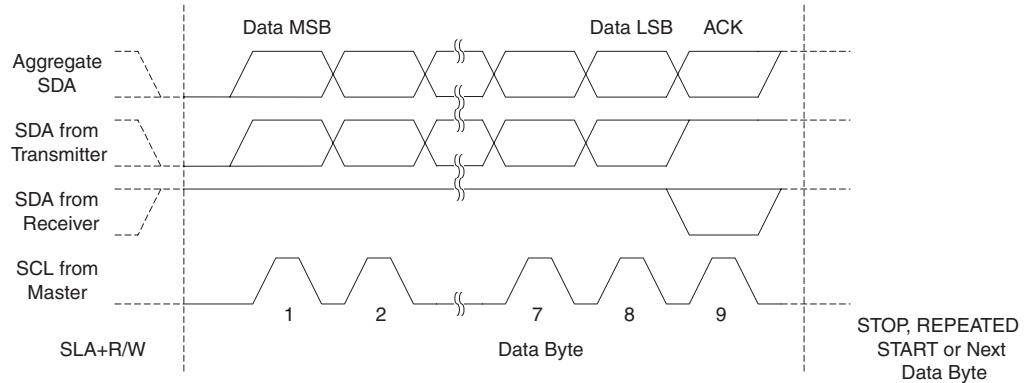 Data MSB
Data LSB
ACK
Aggregate
SDA
SDA from
Transmitter
SDA from
Receiver
SCL from
Master
1
2
7
8
9
SLA+R/W
Data Byte
STOP, REPEATED
START or Next
Data Byte